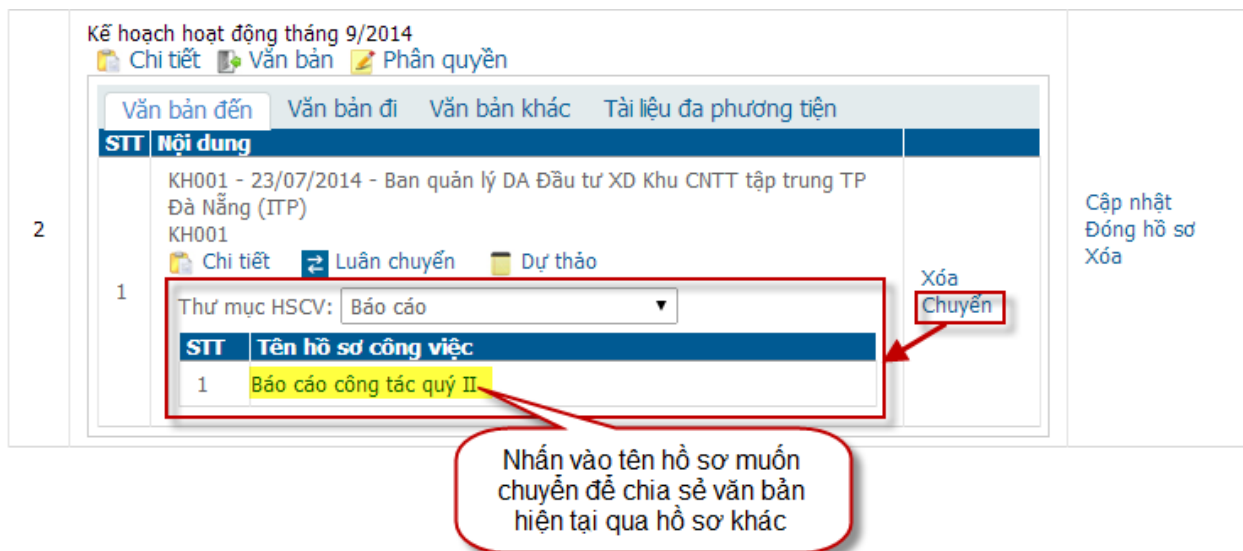 Kế hoạch hoạt động tháng 9/2014
Chi tiết Văn bản Phân quyền
Văn bản đến Văn bản đi Văn bản khác Tài liệu đa phương tiện
STT Nội dung
KH001 - 23/07/2014 - Ban quản lý DA Đầu tư XD Khu CNTT tập trung TP
Đà Nẵng (ITP)
KH001
Chi tiết Luân chuyển Dự thảo
2
1
Thư mục HSCV: Báo cáo
STT Tên hồ sơ công việc
1 Báo cáo công tác quý II
Xóa
Chuyển
Cập nhật
Đóng hồ sơ
Xóa
Nhấn vào tên hồ sơ muốn
chuyển để chia sẻ văn bản
hiện tại qua hồ sơ khác